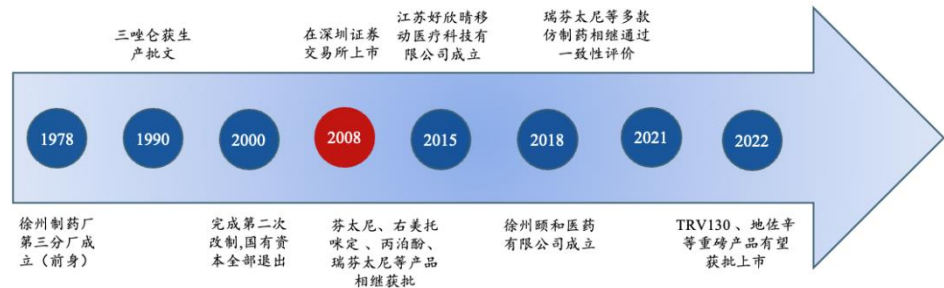 三唑仑获生
产批文
在深圳证券
交易所上市
江苏好欣晴移
动医疗科技有
限公司成立
瑞芬太尼等多款
仿制药相继通过
一致性评价
1978
1990
2000
2008
2015
2018
2021
2022
徐州制药厂
第三分厂成
立（前身）
完成第二次
改制,国有资
本全部退出
芬太尼、右美托
咪定、丙泊酚、
瑞芬太尼等产品
相继获批
徐州颐和医药
有限公司成立
TRV130、地佐辛
等重磅产品有望
获批上市